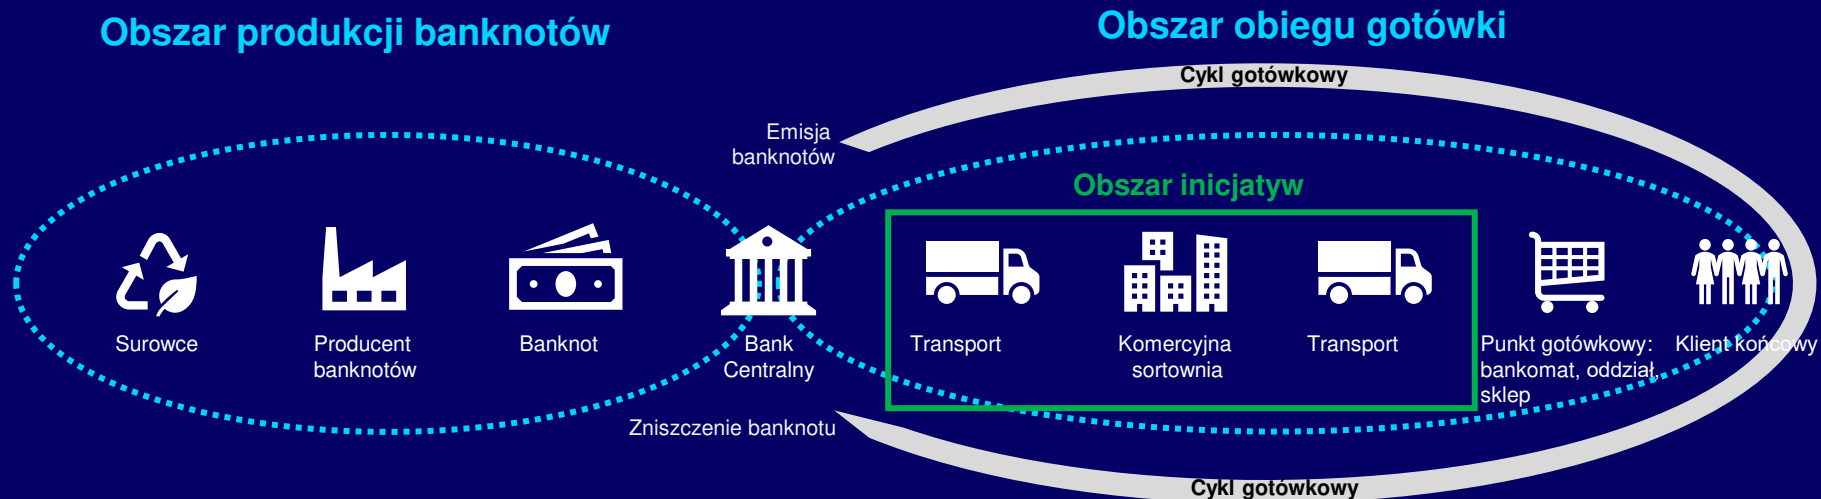 Obszar produkcji banknotów
Obszar obiegu gotówki
Cykl gotówkowy
Emisja
banknotów
Obszar inicjatyw
Surowce
Producent
banknotów
Banknot
Bank
Centralny
Transport
Komercyjna
sortownia
Transport
Punkt gotówkowy:
bankomat, oddział,
sklep
Klient końcowy
Zniszczenie banknotu
Cykl gotówkowy